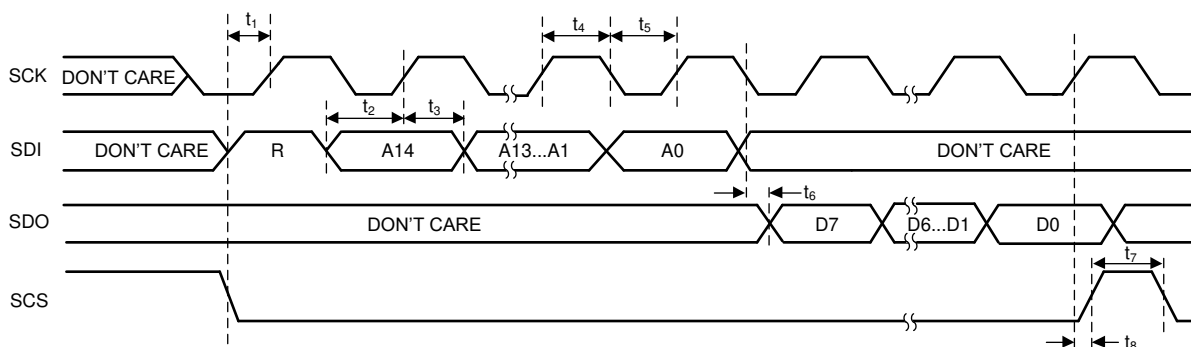 t1
t4
t5
SCK
DON'T CARE
t2
t3
SDI
DON'T CARE
R
A14
A13...A1
A0
DON'T CARE
t6
SDO
DON'T CARE
D7
D6...D1
D0
t7
SCS
t8